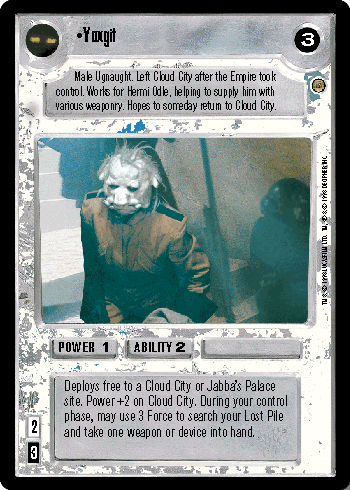 •Yoxgit
3
Male Ugnaught. Left Cloud City after the Empire took
control. Works for Hermi Odle, helping to supply him with
various weaponry. Hopes to someday return to Cloud City.
POWER 1 ABILITY 2
Deploys free to a Cloud City or Jabba's Palace
site. Power +2 on Cloud City. During your control
phase, may use 3 Force to search your Lost Pile
and take one weapon or device into hand.
2
3